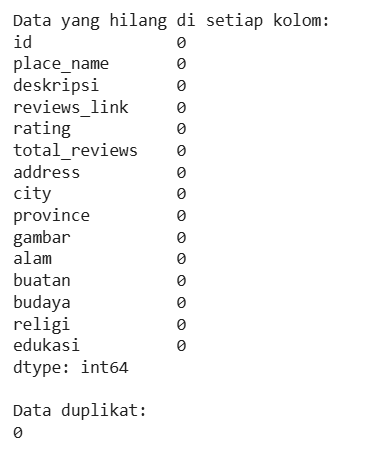 Data yang hilang di setiap kolom:
id 0
place_name 0
deskripsi 0
reviews_link 0
rating 0
total_reviews 0
address 0
city 0
province 0
gambar 0
alam 0
buatan 0
budaya 0
religi 0
edukasi 0
dtype: int64
Data duplikat:
0